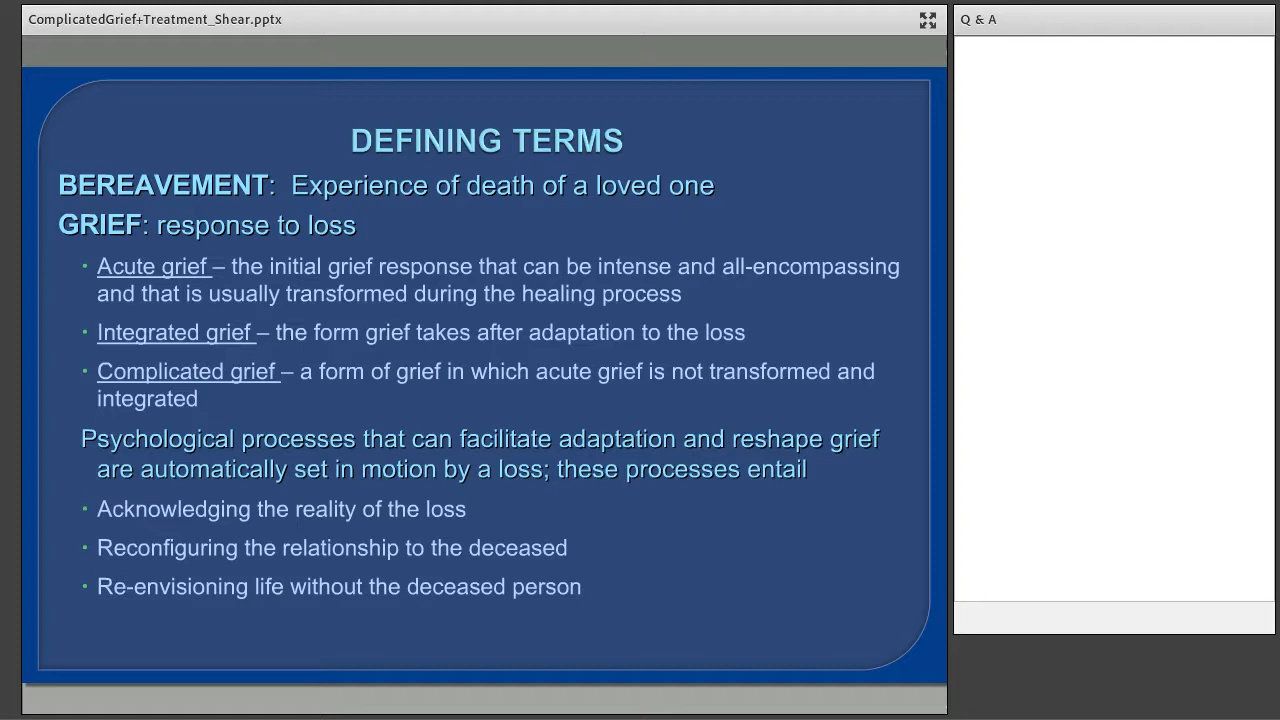 ComplicatedGrief+Treatment_Shear.pptx
Q & A
DEFINING TERMS
BEREAVEMENT: Experience of death of a loved one
GRIEF: response to loss
• Acute grief – the initial grief response that can be intense and all-encompassing
and that is usually transformed during the healing process
• Integrated grief – the form grief takes after adaptation to the loss
• Complicated grief – a form of grief in which acute grief is not transformed and
integrated
Psychological processes that can facilitate adaptation and reshape grief
are automatically set in motion by a loss; these processes entail
• Acknowledging the reality of the loss
• Reconfiguring the relationship to the deceased
• Re-envisioning life without the deceased person